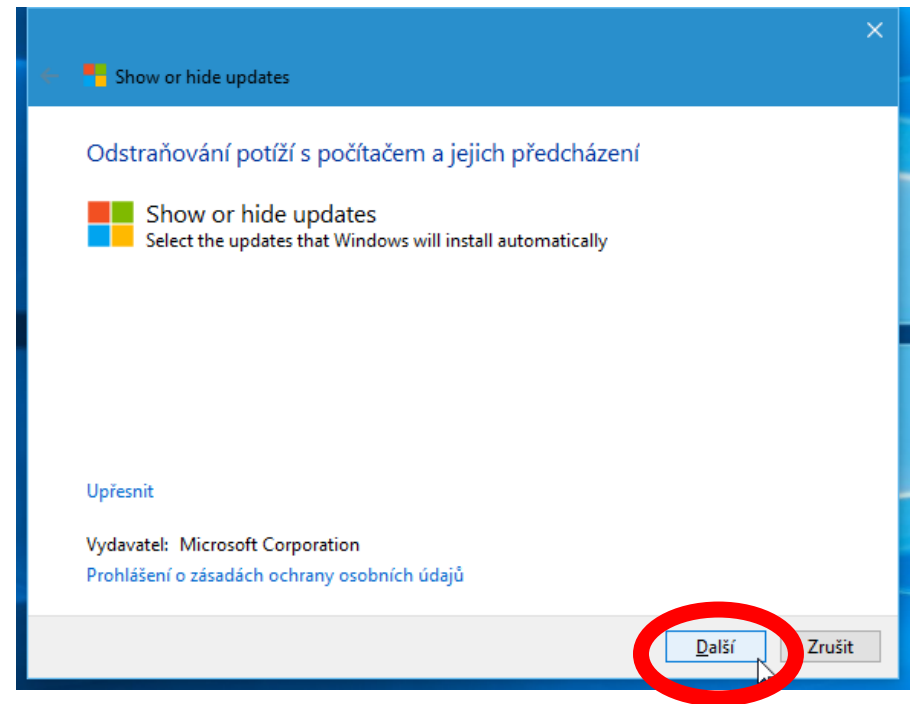 Show or hide updates
Odstraňování potíží s počítačem a jejich předcházení
Show or hide updates
Select the updates that Windows will install automatically
Upřesnit
Vydavatel: Microsoft Corporation
Prohlášení o zásadách ochrany osobních údajů
Další Zrušit